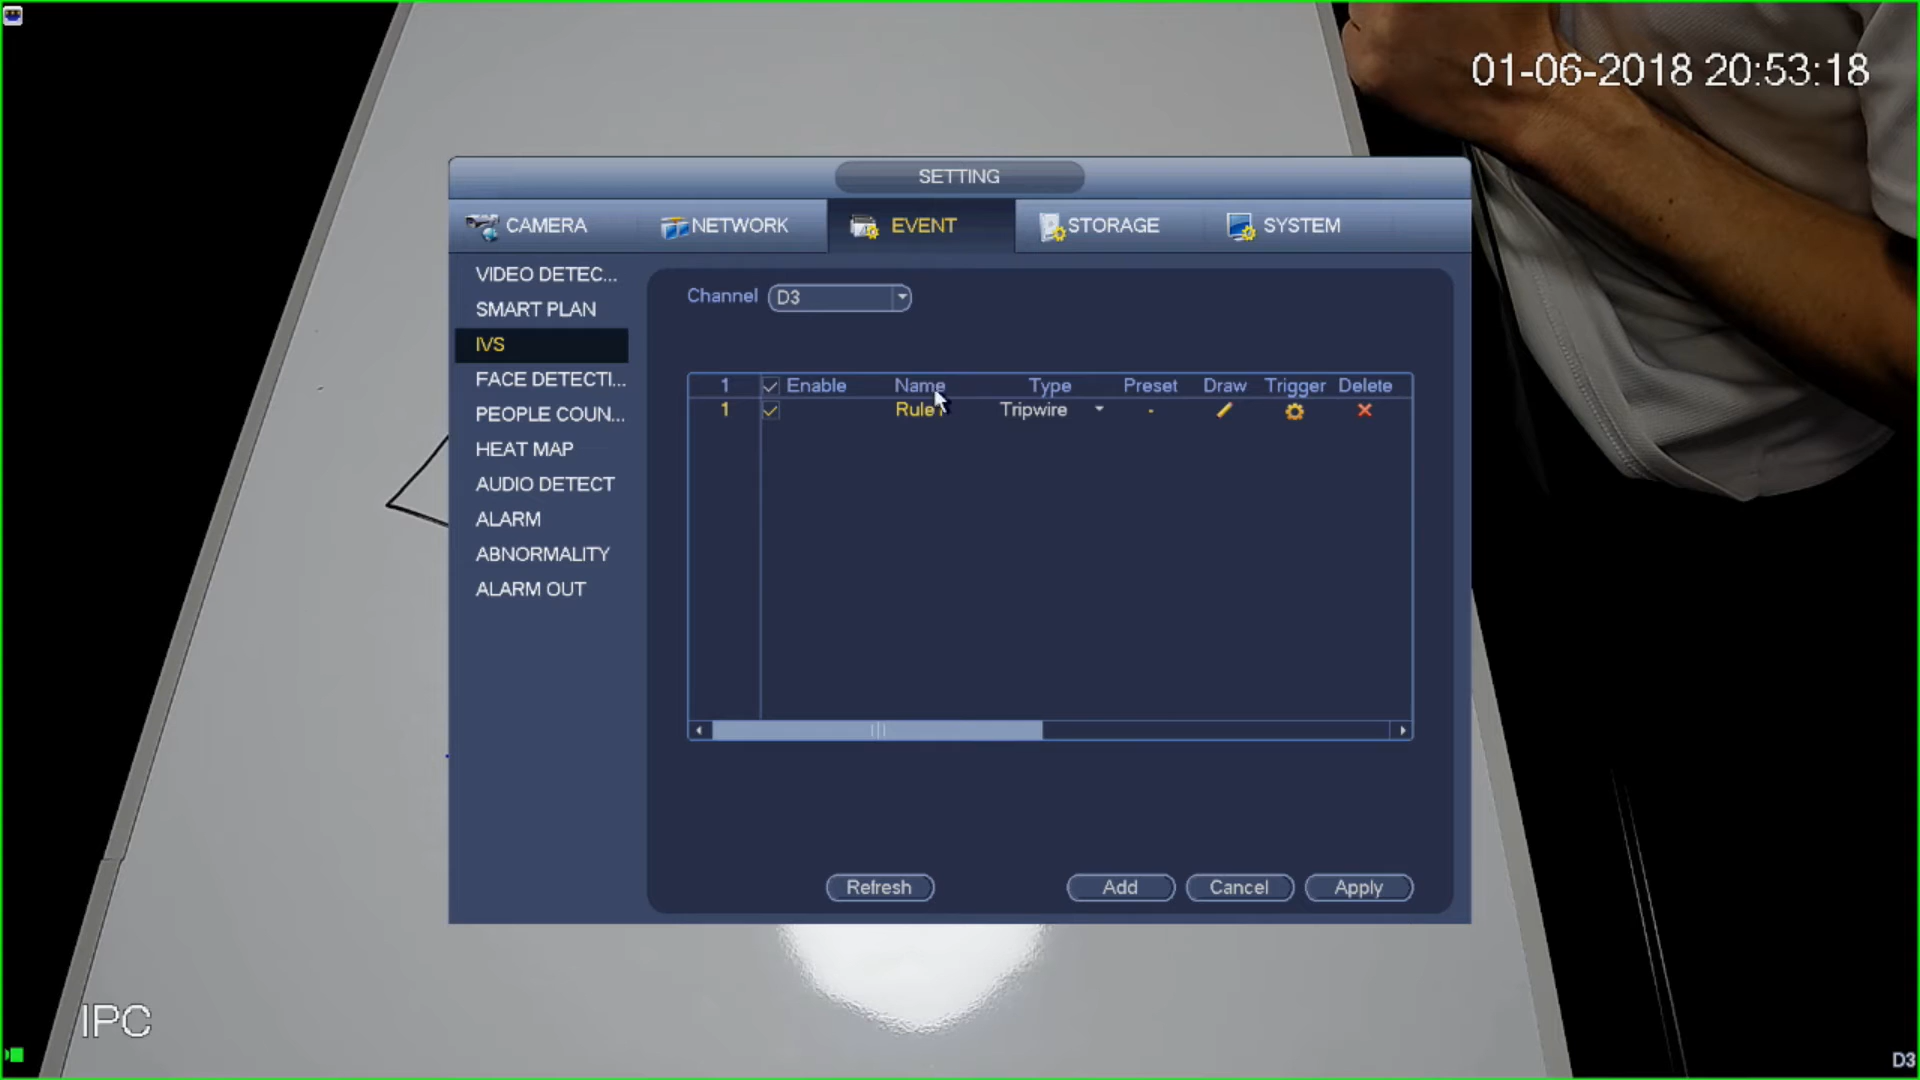 01-06-2018 20:53:18
SETTING
CAMERA NETWORK EVENT STORAGE SYSTEM
VIDEO DETEC...
SMART PLAN
IVS
FACE DETECTI...
PEOPLE COUN...
HEAT MAP
AUDIO DETECT
ALARM
ABNORMALITY
ALARM OUT
Channel D3
1 Enable Name Type Preset Draw Trigger Delete
1 Rule1 Tripwire -
Refresh Add Cancel Apply
IPC
D3